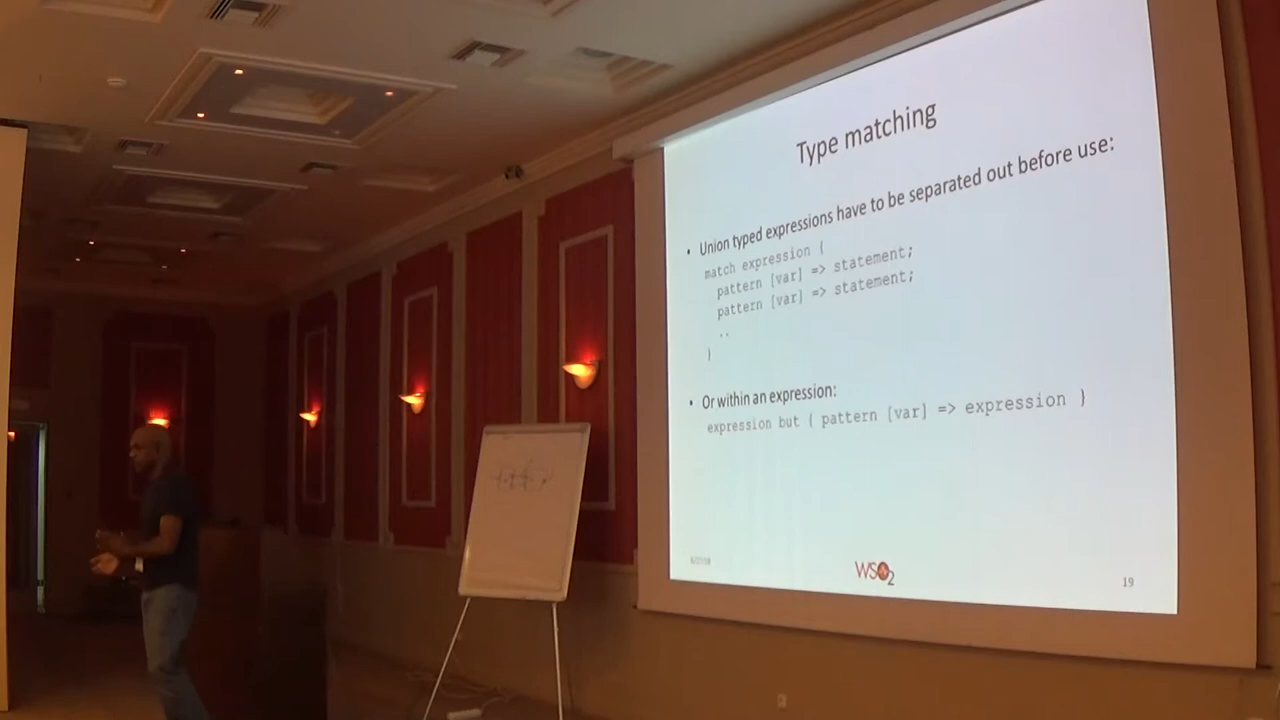 Type matching
• Union typed expressions have to be separated out before use:
match expression {
pattern [var] => statement;
pattern [var] => statement;
..
}
• Or within an expression:
expression but { pattern [var] => expression }
WSO2
19